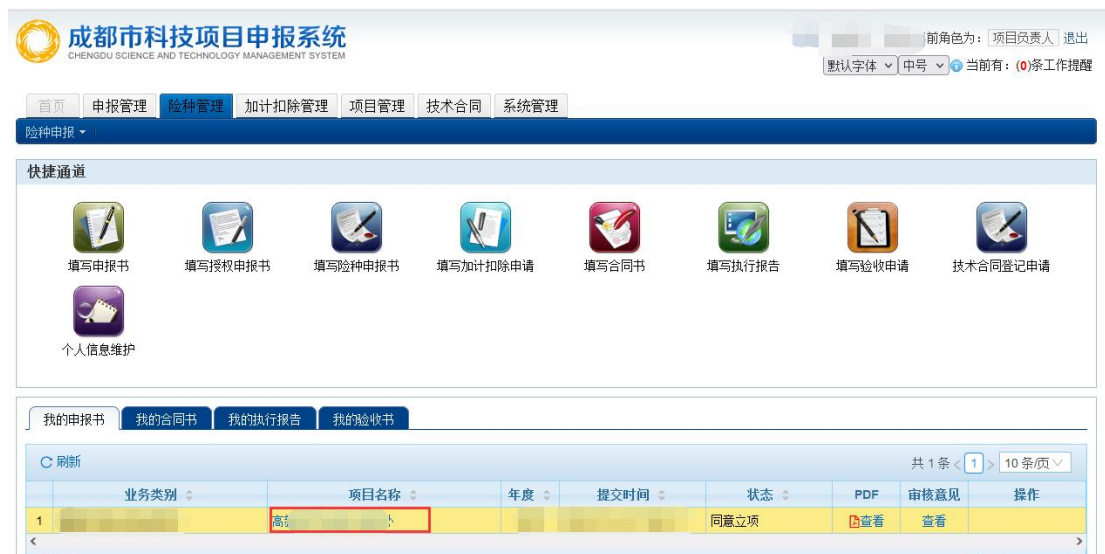 成都市科技项目申报系统
CHENGDU SCIENCE AND TECHNOLOGY MANAGEMENT SYSTEM
前角色为： 项目负责人 退出
默认字体 中号 当前有：(0)条工作提醒
首页 申报管理 险种管理 加计扣除管理 项目管理 技术合同 系统管理
险种申报
快捷通道
填写申报书 填写授权申报书 填写险种申报书 填写加计扣除申请 填写合同书 填写执行报告 填写验收申请 技术合同登记申请
个人信息维护
我的申报书 我的合同书 我的执行报告 我的验收书
刷新 共 1 条 < 1 > 10 条/页
业务类别 项目名称 年度 提交时间 状态 PDF 审核意见 操作
1 同意立项 查看 查看